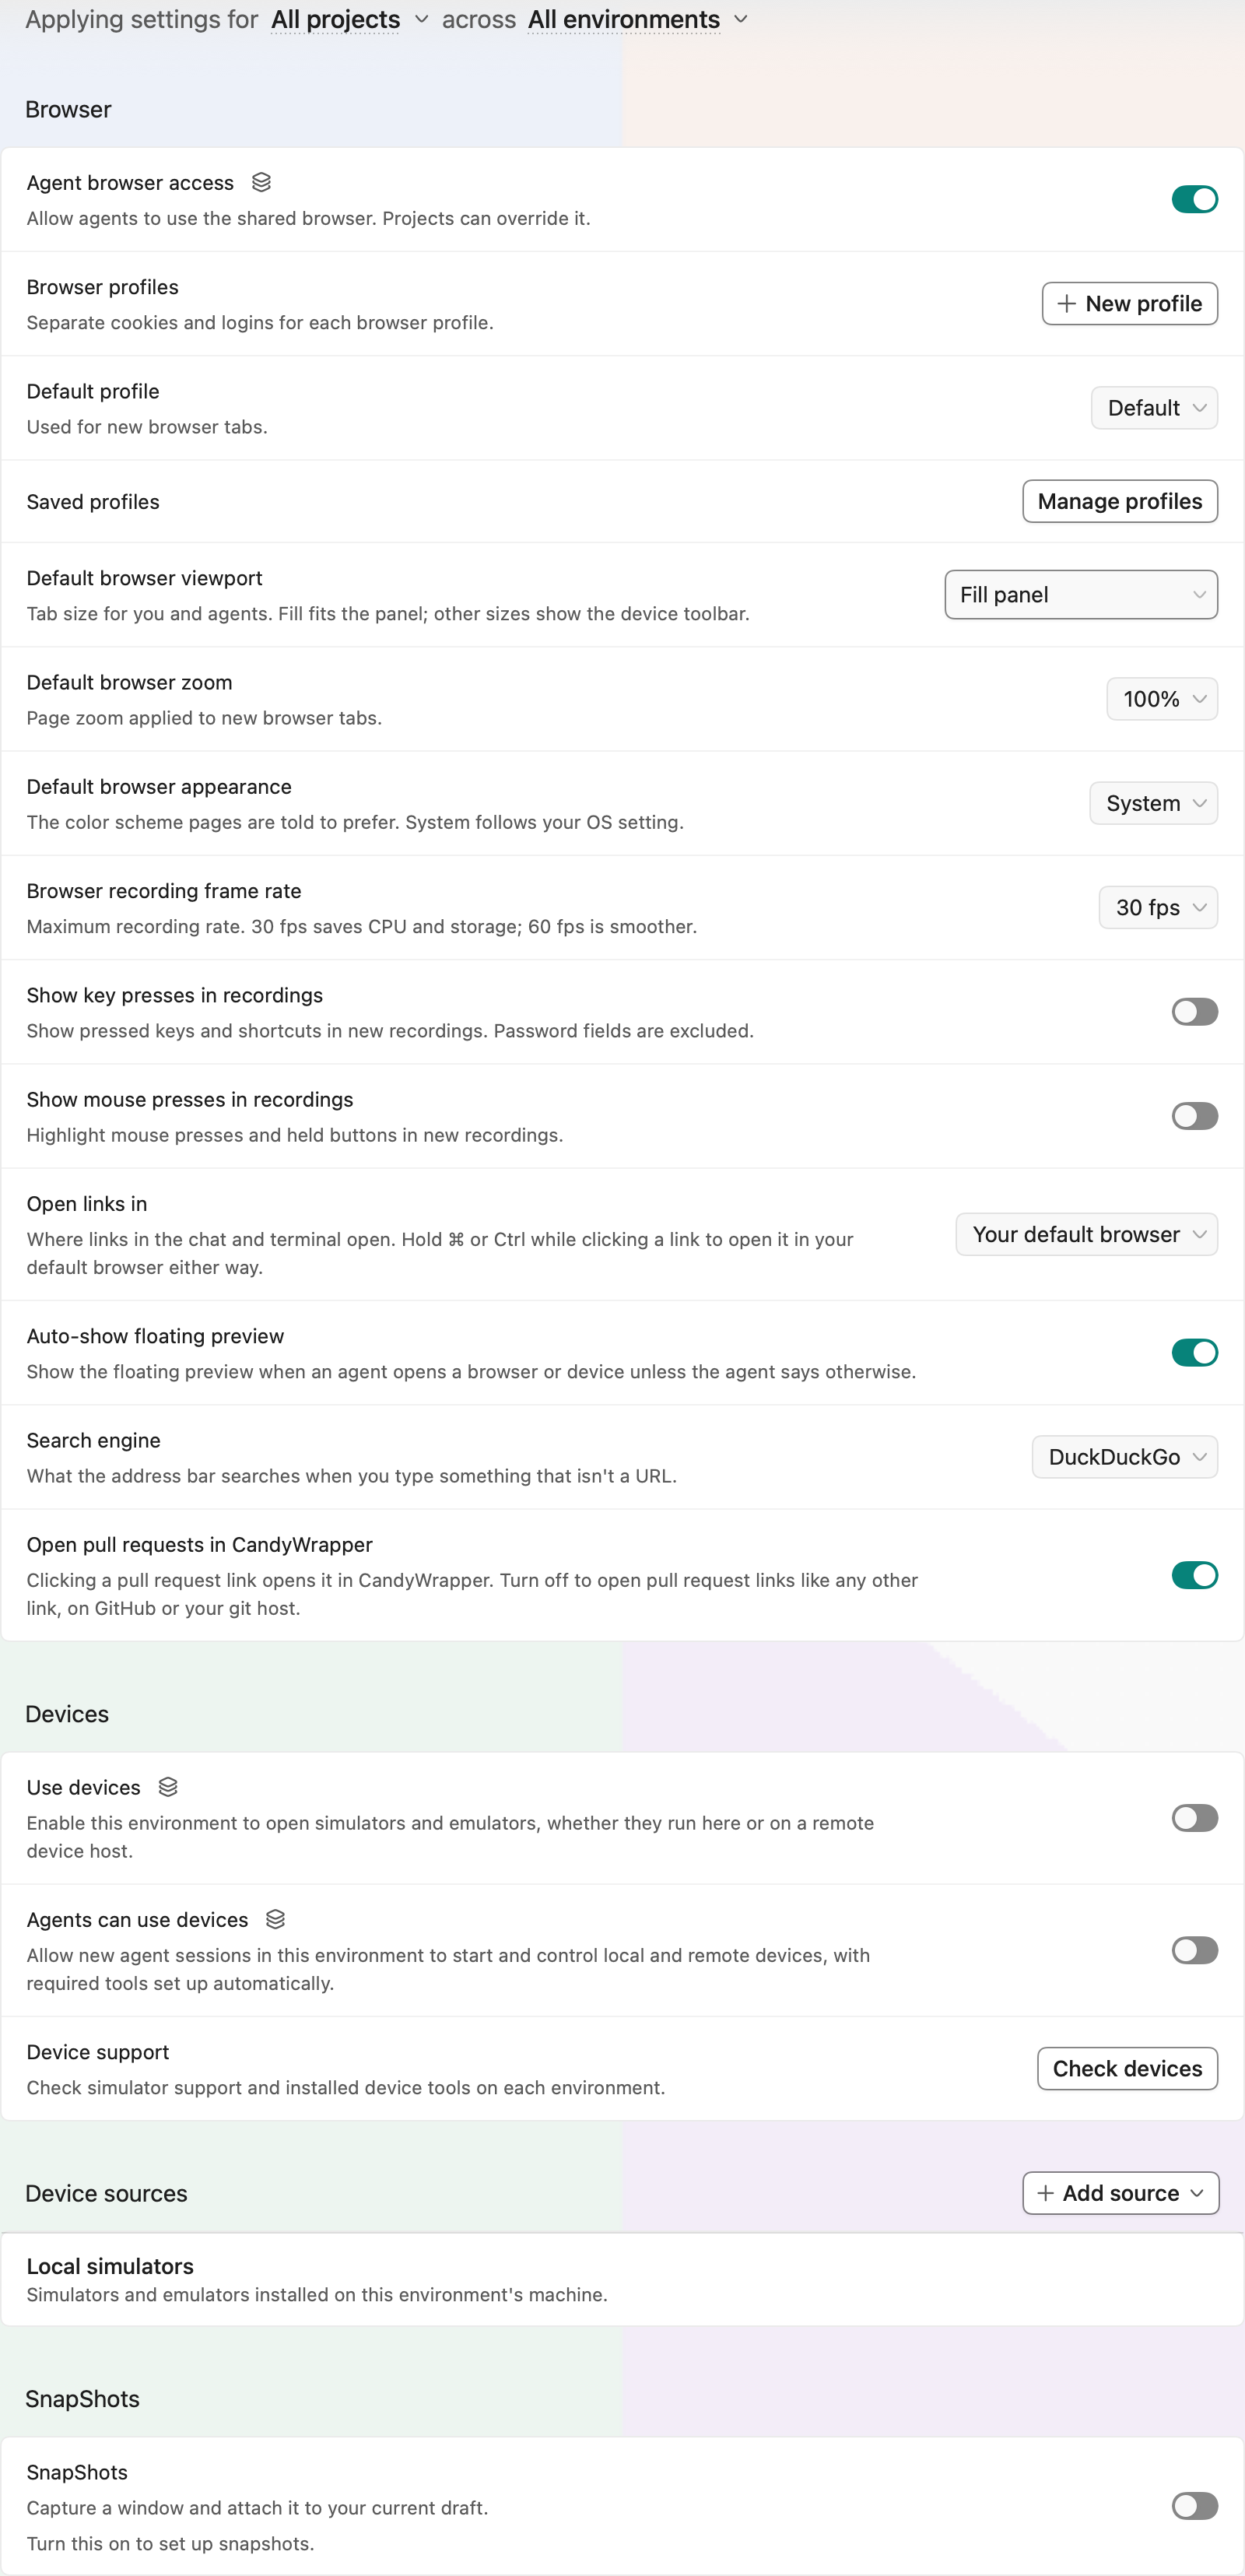 Applying settings for All projects across All environments
Browser
Agent browser access
Allow agents to use the shared browser. Projects can override it.
Browser profiles
Separate cookies and logins for each browser profile.
New profile
Default profile
Used for new browser tabs.
Default
Saved profiles
Manage profiles
Default browser viewport
Tab size for you and agents. Fill fits the panel; other sizes show the device toolbar.
Fill panel
Default browser zoom
Page zoom applied to new browser tabs.
100%
Default browser appearance
The color scheme pages are told to prefer. System follows your OS setting.
System
Browser recording frame rate
Maximum recording rate. 30 fps saves CPU and storage; 60 fps is smoother.
30 fps
Show key presses in recordings
Show pressed keys and shortcuts in new recordings. Password fields are excluded.
Show mouse presses in recordings
Highlight mouse presses and held buttons in new recordings.
Open links in
Where links in the chat and terminal open. Hold ⌘ or Ctrl while clicking a link to open it in your
default browser either way.
Your default browser
Auto-show floating preview
Show the floating preview when an agent opens a browser or device unless the agent says otherwise.
Search engine
What the address bar searches when you type something that isn't a URL.
DuckDuckGo
Open pull requests in CandyWrapper
Clicking a pull request link opens it in CandyWrapper. Turn off to open pull request links like any other
link, on GitHub or your git host.
Devices
Use devices
Enable this environment to open simulators and emulators, whether they run here or on a remote
device host.
Agents can use devices
Allow new agent sessions in this environment to start and control local and remote devices, with
required tools set up automatically.
Device support
Check simulator support and installed device tools on each environment.
Check devices
Device sources
Add source
Local simulators
Simulators and emulators installed on this environment's machine.
SnapShots
SnapShots
Capture a window and attach it to your current draft.
Turn this on to set up snapshots.